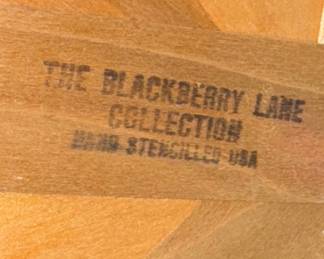 THE BLACKBERRY LANE
COLLECTION
HAND STENCILLED USA